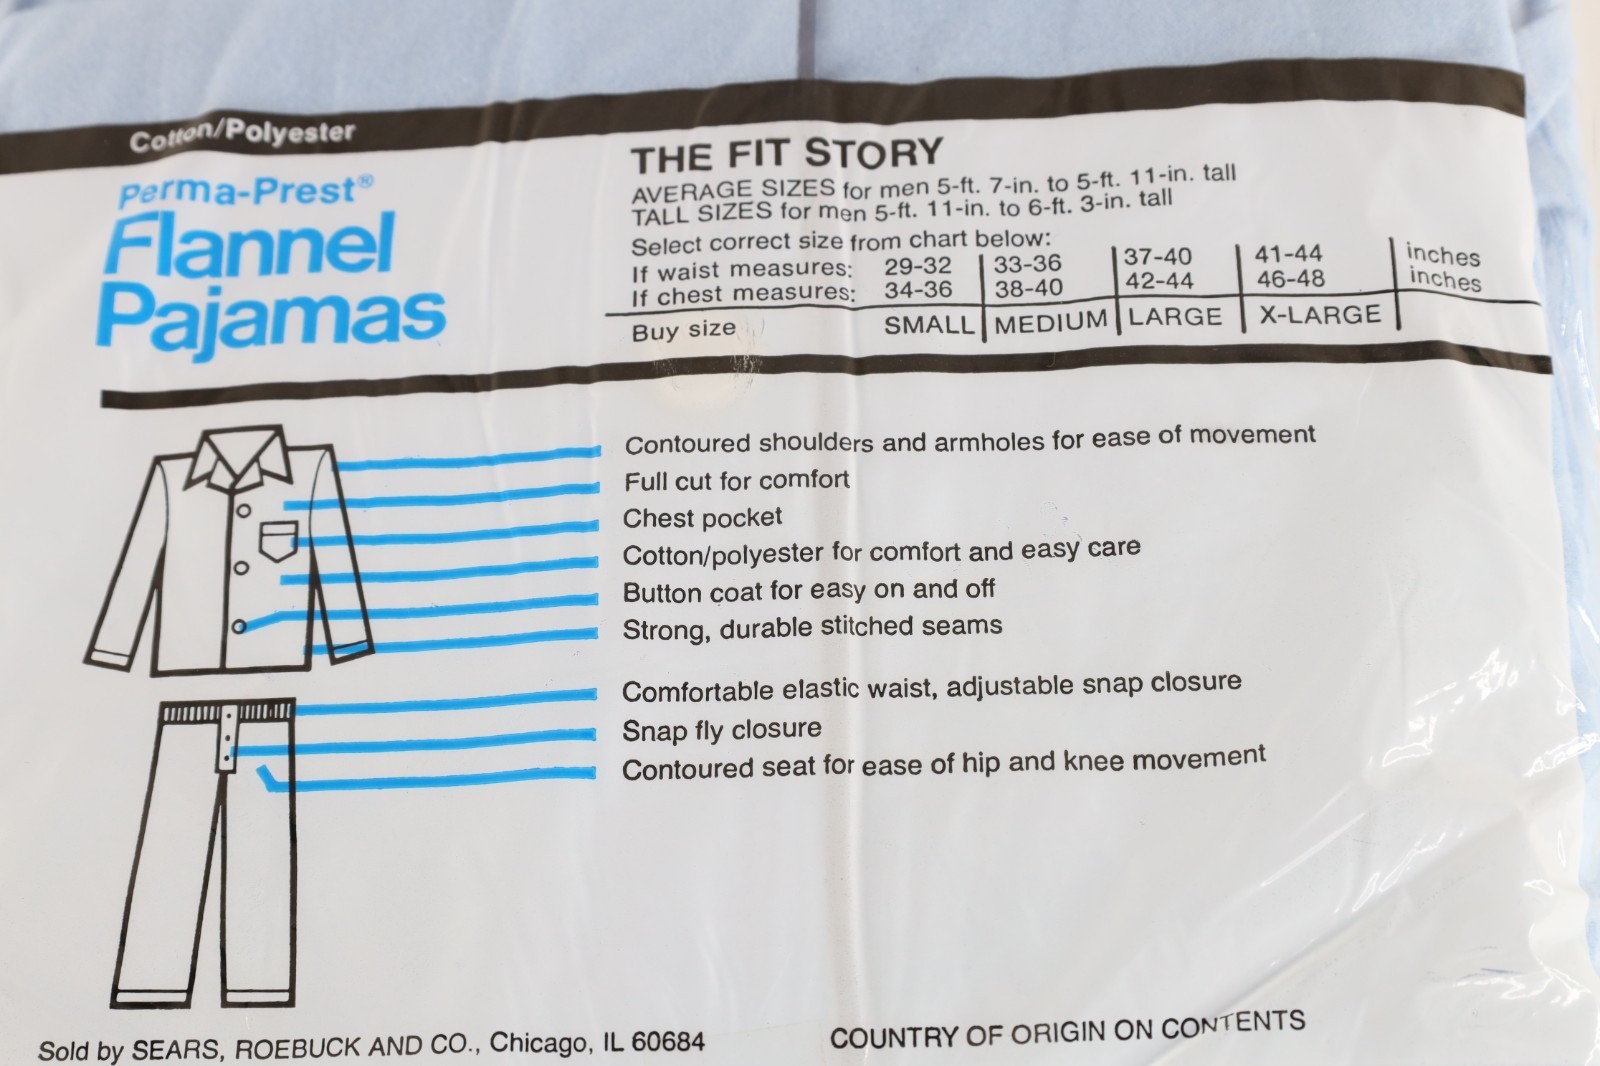 Cotton/Polyester
Perma-Prest®
Flannel
Pajamas
THE FIT STORY
AVERAGE SIZES for men 5-ft. 7-in. to 5-ft. 11-in. tall
TALL SIZES for men 5-ft. 11-in. to 6-ft. 3-in. tall
Select correct size from chart below:
If waist measures: 29-32 33-36 37-40 41-44 inches
If chest measures: 34-36 38-40 42-44 46-48 inches
Buy size SMALL MEDIUM LARGE X-LARGE
Contoured shoulders and armholes for ease of movement
Full cut for comfort
Chest pocket
Cotton/polyester for comfort and easy care
Button coat for easy on and off
Strong, durable stitched seams
Comfortable elastic waist, adjustable snap closure
Snap fly closure
Contoured seat for ease of hip and knee movement
Sold by SEARS, ROEBUCK AND CO., Chicago, IL 60684
COUNTRY OF ORIGIN ON CONTENTS